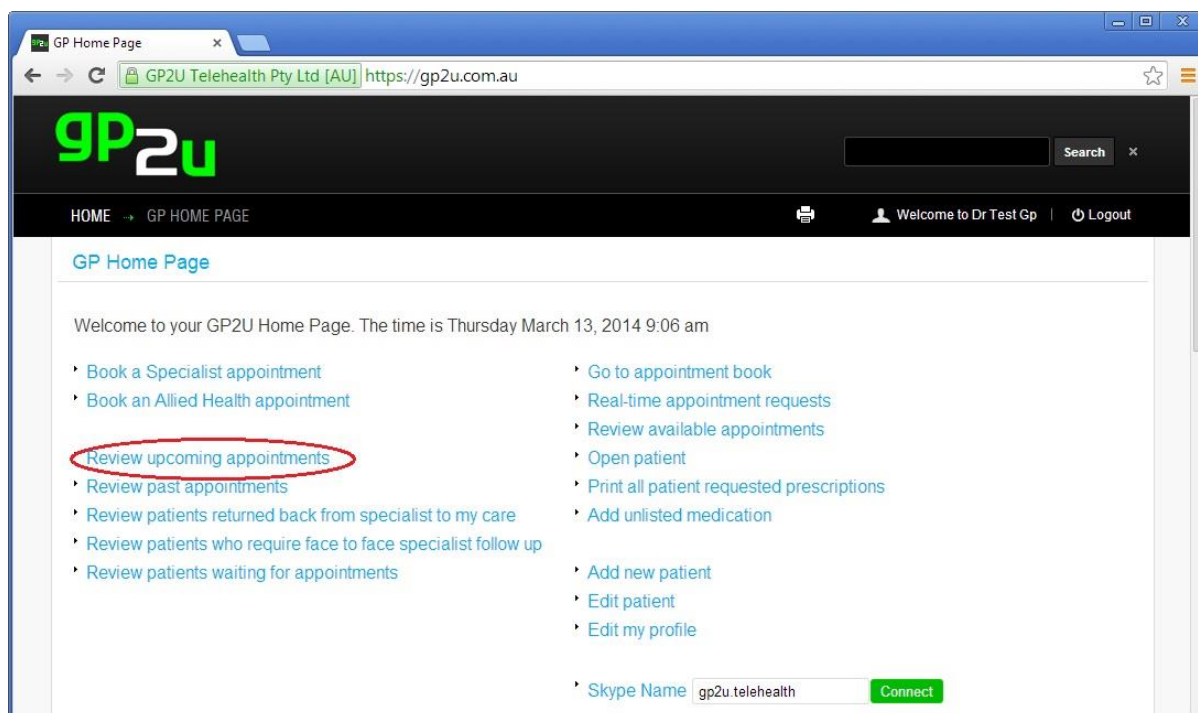 GP Home Page
GP2U Telehealth Pty Ltd [AU] https://gp2u.com.au
gp2u
Search
HOME GP HOME PAGE
Welcome to Dr Test Gp | Logout
GP Home Page
Welcome to your GP2U Home Page. The time is Thursday March 13, 2014 9:06 am
Book a Specialist appointment
Book an Allied Health appointment
Review upcoming appointments
Review past appointments
Review patients returned back from specialist to my care
Review patients who require face to face specialist follow up
Review patients waiting for appointments
Go to appointment book
Real-time appointment requests
Review available appointments
Open patient
Print all patient requested prescriptions
Add unlisted medication
Add new patient
Edit patient
Edit my profile
Skype Name gp2u.telehealth Connect